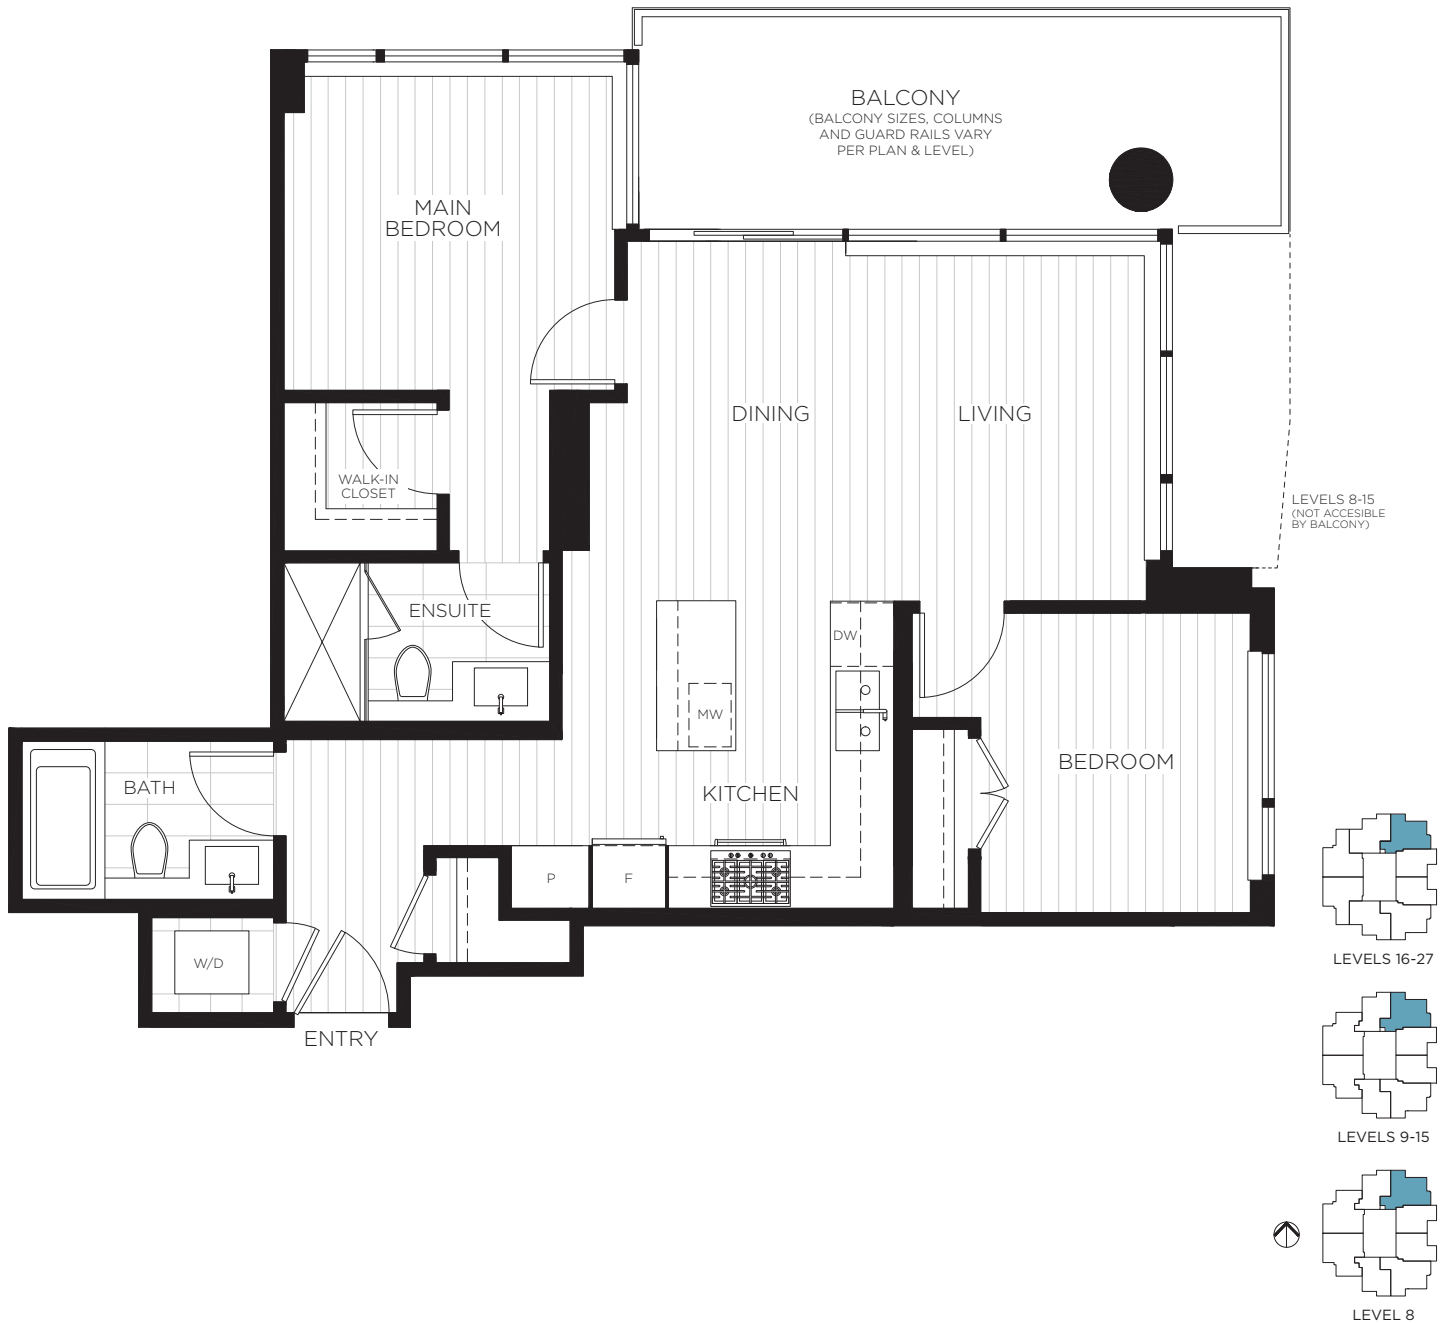 BALCONY
(BALCONY SIZES, COLUMNS
AND GUARD RAILS VARY
PER PLAN & LEVEL)
MAIN
BEDROOM
DINING
LIVING
WALK-IN
CLOSET
LEVELS 8-15
(NOT ACCESIBLE
BY BALCONY)
ENSUITE
DW
MW
BEDROOM
BATH
KITCHEN
P
F
W/D
ENTRY
LEVELS 16-27
LEVELS 9-15
LEVEL 8